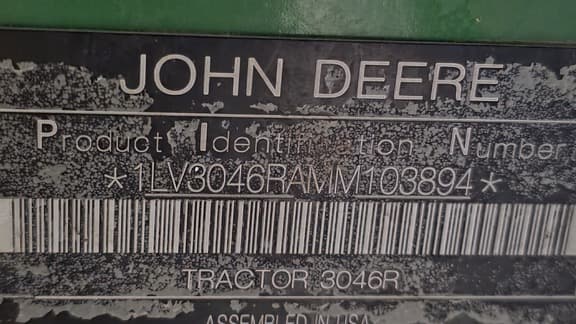 JOHN DEERE
Product Identification Number
*1LV3046RAMM103894*
TRACTOR 3046R
ASSEMBLED IN USA